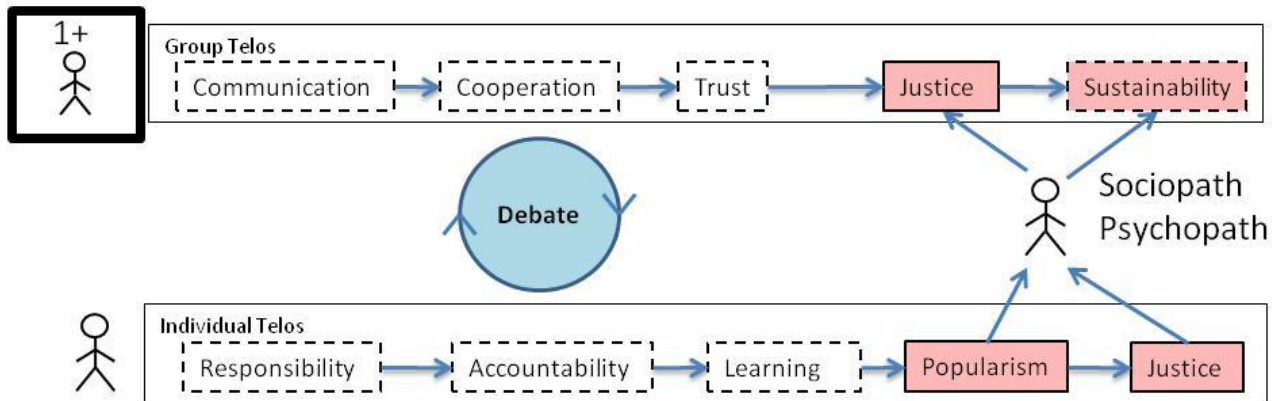 1+
Group Telos
Communication
Cooperation
Trust
Justice
Sustainability
Debate
Sociopath
Psychopath
Individual Telos
Responsibility
Accountability
Learning
Popularism
Justice